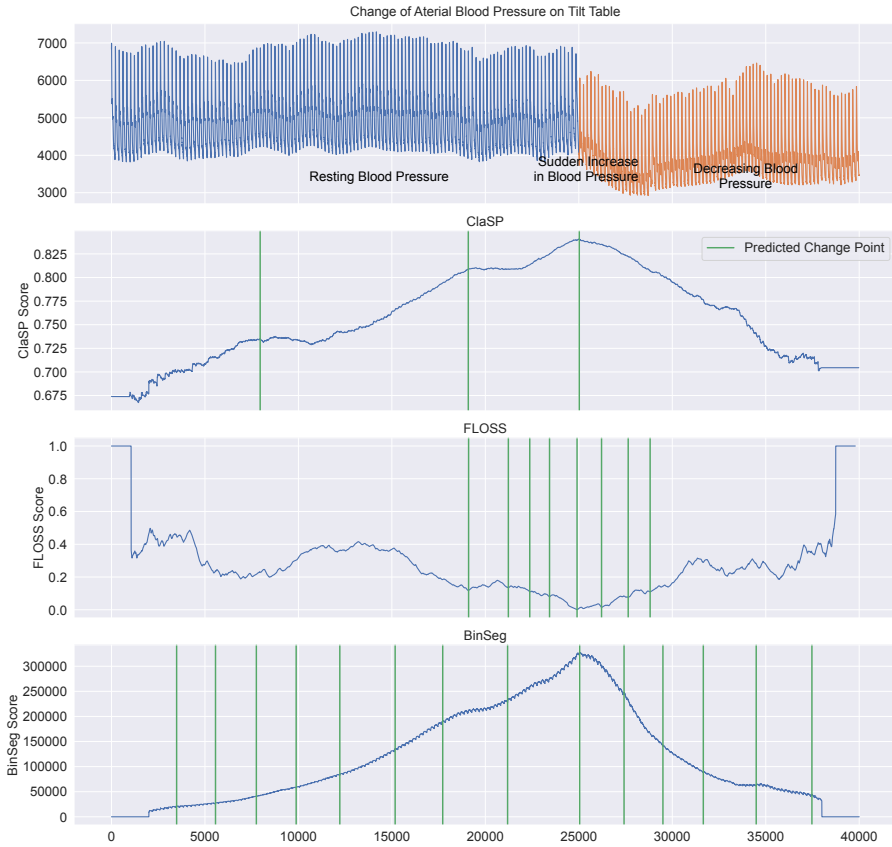 Change of Aterial Blood Pressure on Tilt Table
7000
6000
5000
4000
3000
Resting Blood Pressure
Sudden Increase
in Blood Pressure
Decreasing Blood
Pressure
ClaSP
Predicted Change Point
ClaSP Score
0.825
0.800
0.775
0.750
0.725
0.700
0.675
FLOSS
FLOSS Score
1.0
0.8
0.6
0.4
0.2
0.0
BinSeg
BinSeg Score
300000
250000
200000
150000
100000
50000
0
0 5000 10000 15000 20000 25000 30000 35000 40000